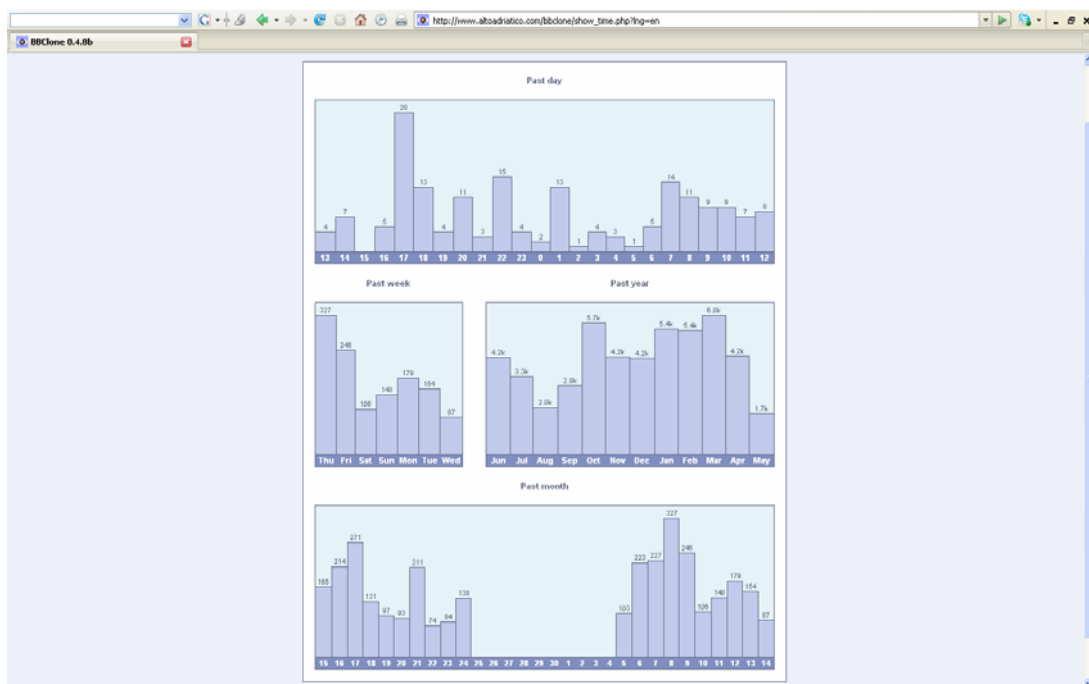 http://www.altoadriatico.com/bbclone/show_time.php?lng=en
BBClone 0.4.8b
Past day
4 7 5 28 13 4 11 3 15 4 2 13 1 4 3 1 5 14 11 9 9 7 8
13 14 15 16 17 18 19 20 21 22 23 0 1 2 3 4 5 6 7 8 9 10 11 12
Past week
327 246 106 140 179 154 87
Thu Fri Sat Sun Mon Tue Wed
Past year
4.2k 3.3k 2.0k 2.9k 5.7k 4.2k 4.2k 5.4k 5.4k 6.0k 4.2k 1.7k
Jun Jul Aug Sep Oct Nov Dec Jan Feb Mar Apr May
Past month
214 271 131 97 93 211 74 84 138 103 223 227 327 246 106 140 179 154 87
15 16 17 18 19 20 21 22 23 24 25 26 27 28 29 30 1 2 3 4 5 6 7 8 9 10 11 12 13 14